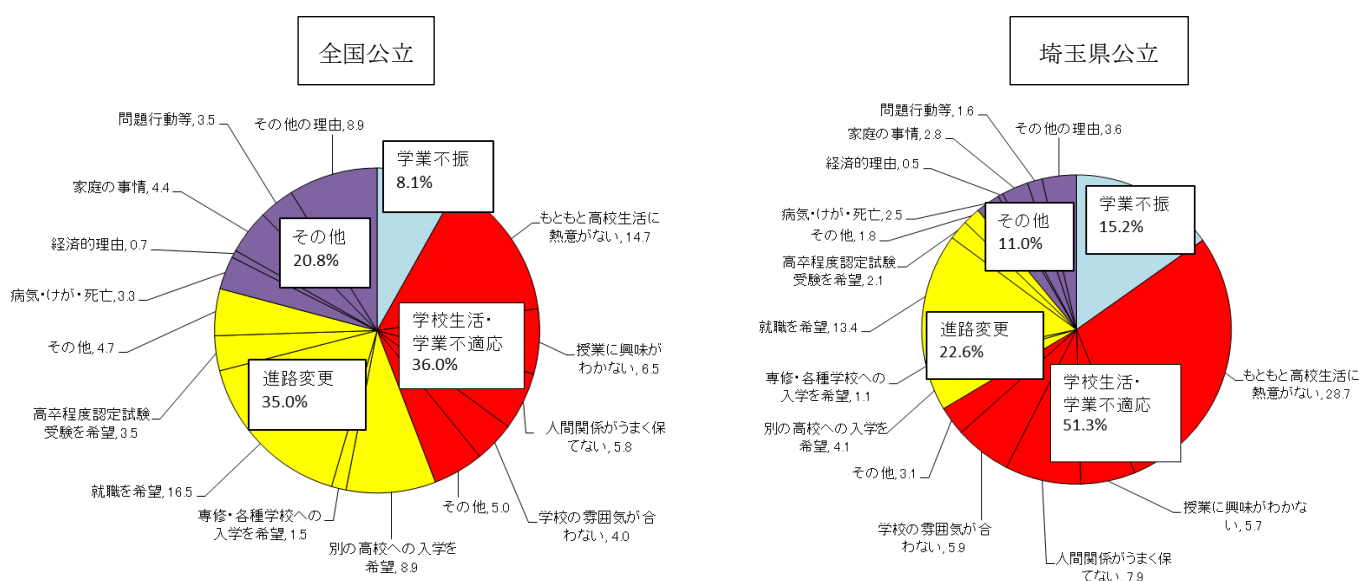 全国公立
問題行動等, 3.5
その他の理由, 8.9
家庭の事情, 4.4
経済的理由, 0.7
病気・けが・死亡, 3.3
その他, 4.7
高卒程度認定試験
受験を希望, 3.5
就職を希望, 16.5
専修・各種学校への
入学を希望, 1.5
別の高校への入学を
希望, 8.9
その他, 5.0
学校の雰囲気が合
わない, 4.0
人間関係がうまく保
てない, 5.8
授業に興味が
わかない, 6.5
もともと高校生活に
熱意がない, 14.7
学業不振
8.1%
その他
20.8%
学校生活・
学業不適応
36.0%
進路変更
35.0%
埼玉県公立
問題行動等, 1.6
その他の理由, 3.6
家庭の事情, 2.8
経済的理由, 0.5
病気・けが・死亡, 2.5
その他, 1.8
高卒程度認定試験
受験を希望, 2.1
就職を希望, 13.4
専修・各種学校への
入学を希望, 1.1
別の高校への入学を
希望, 4.1
その他, 3.1
学校の雰囲気が合
わない, 5.9
人間関係がうまく保
てない, 7.9
授業に興味がわかな
い, 5.7
もともと高校生活に
熱意がない, 28.7
学業不振
15.2%
その他
11.0%
進路変更
22.6%
学校生活・
学業不適応
51.3%